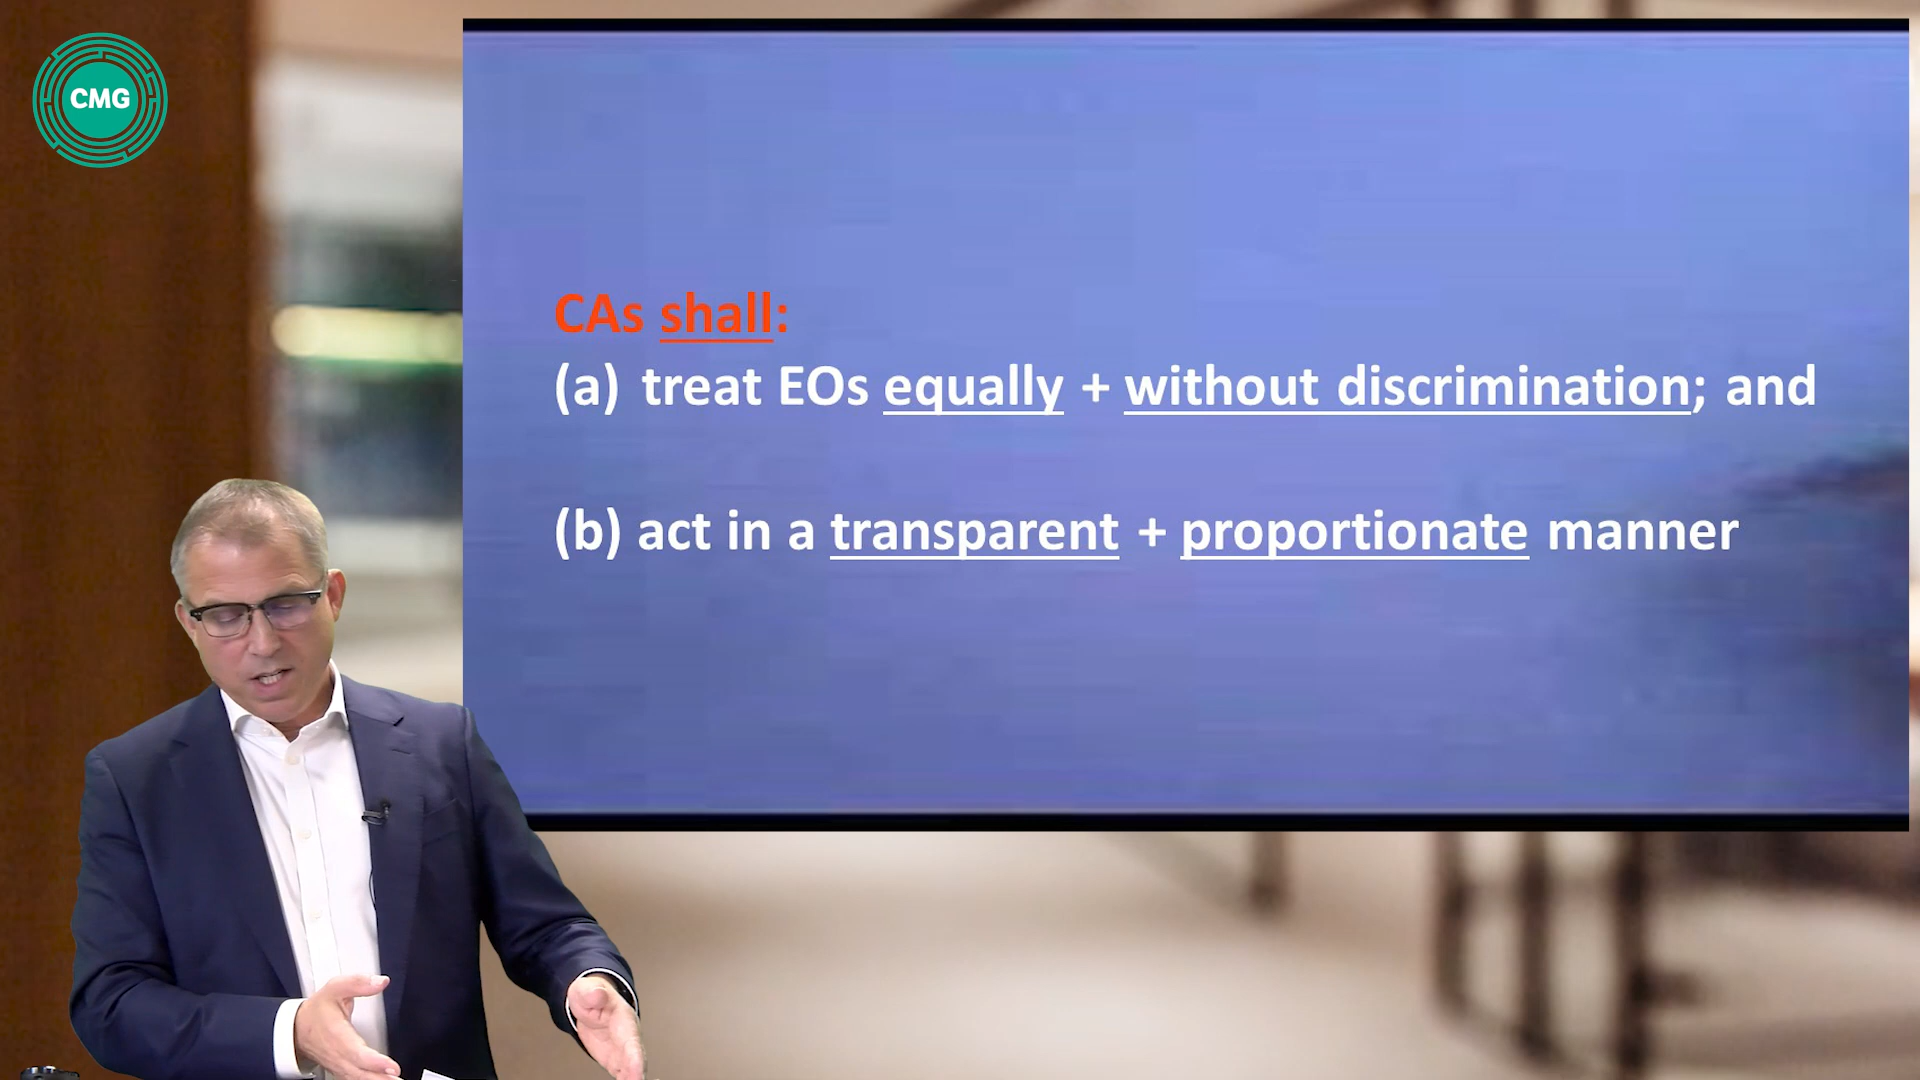 CMG
CAs shall:
(a) treat EOs equally + without discrimination; and
(b) act in a transparent + proportionate manner